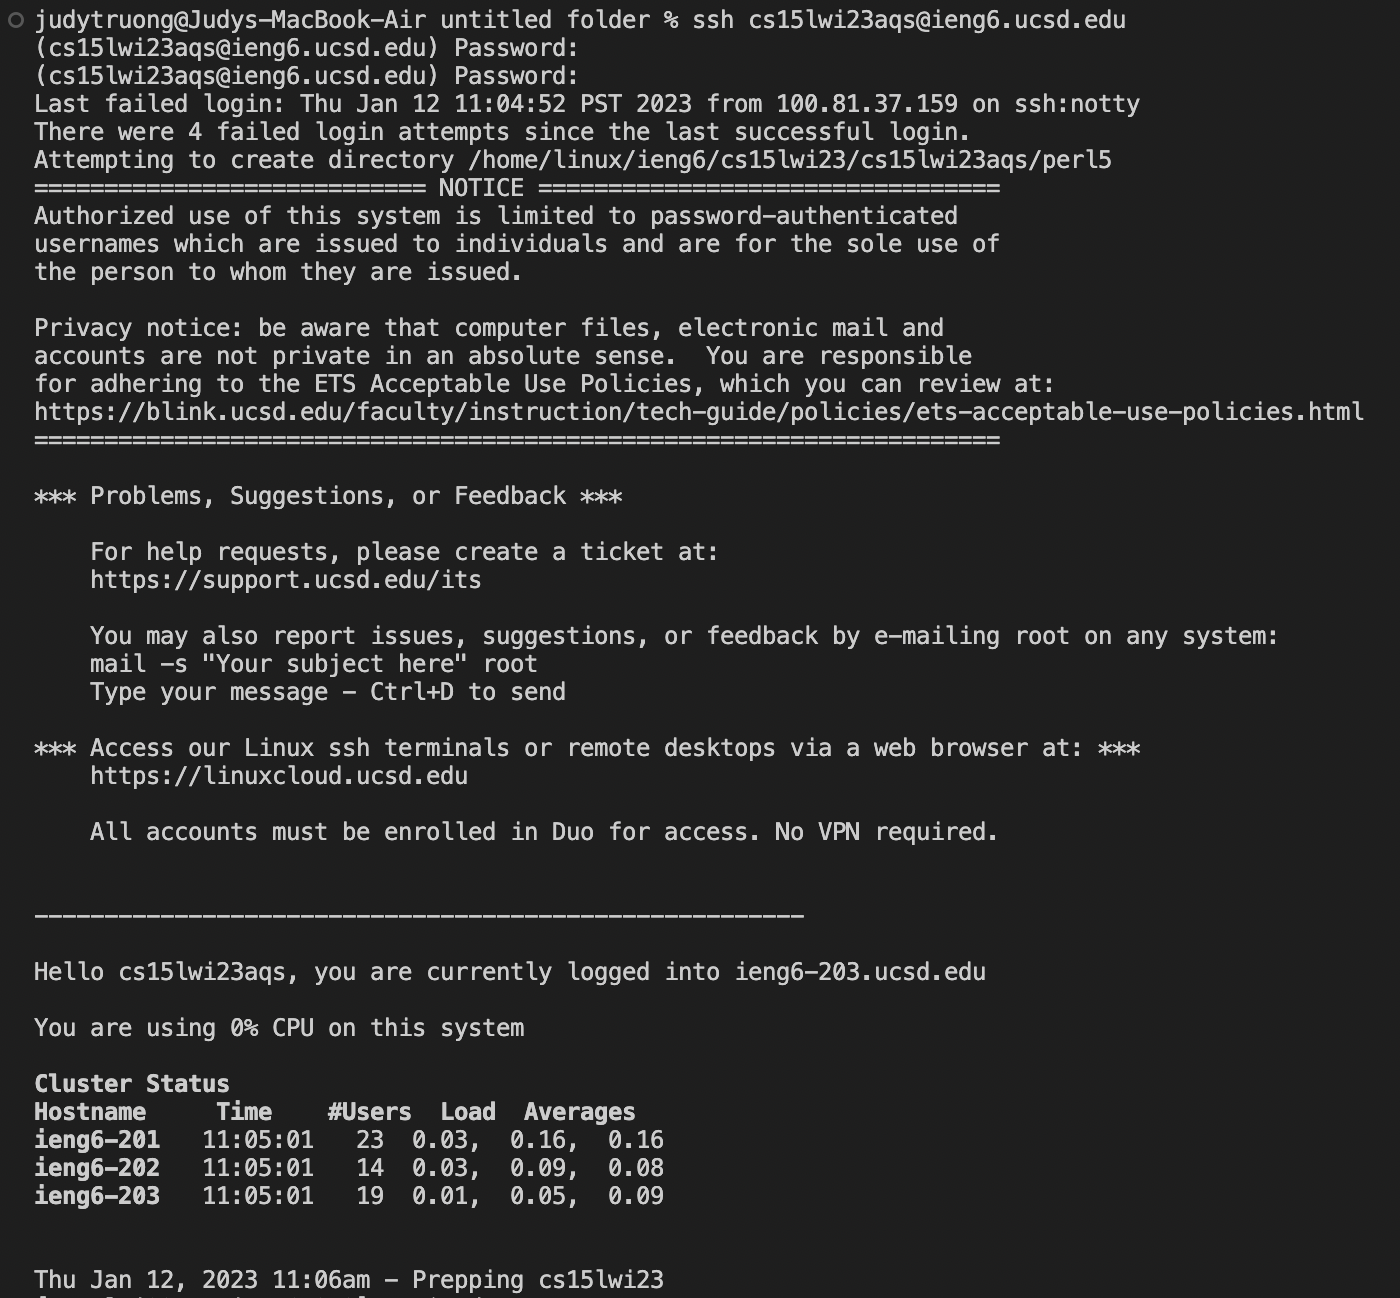 judytruong@Judys-MacBook-Air untitled folder % ssh cs15lwi23aqs@ieng6.ucsd.edu
(cs15lwi23aqs@ieng6.ucsd.edu) Password:
(cs15lwi23aqs@ieng6.ucsd.edu) Password:
Last failed login: Thu Jan 12 11:04:52 PST 2023 from 100.81.37.159 on ssh:notty
There were 4 failed login attempts since the last successful login.
Attempting to create directory /home/linux/ieng6/cs15lwi23/cs15lwi23aqs/perl5
============================ NOTICE =================================
Authorized use of this system is limited to password-authenticated
usernames which are issued to individuals and are for the sole use of
the person to whom they are issued.

Privacy notice: be aware that computer files, electronic mail and
accounts are not private in an absolute sense.  You are responsible
for adhering to the ETS Acceptable Use Policies, which you can review at:
https://blink.ucsd.edu/faculty/instruction/tech-guide/policies/ets-acceptable-use-policies.html
=====================================================================

*** Problems, Suggestions, or Feedback ***

    For help requests, please create a ticket at:
    https://support.ucsd.edu/its

    You may also report issues, suggestions, or feedback by e-mailing root on any system:
    mail -s "Your subject here" root
    Type your message - Ctrl+D to send

*** Access our Linux ssh terminals or remote desktops via a web browser at: ***
    https://linuxcloud.ucsd.edu

    All accounts must be enrolled in Duo for access. No VPN required.


-------------------------------------------------------

Hello cs15lwi23aqs, you are currently logged into ieng6-203.ucsd.edu

You are using 0% CPU on this system

Cluster Status
Hostname     Time    #Users  Load  Averages
ieng6-201   11:05:01   23  0.03,  0.16,  0.16
ieng6-202   11:05:01   14  0.03,  0.09,  0.08
ieng6-203   11:05:01   19  0.01,  0.05,  0.09


Thu Jan 12, 2023 11:06am - Prepping cs15lwi23